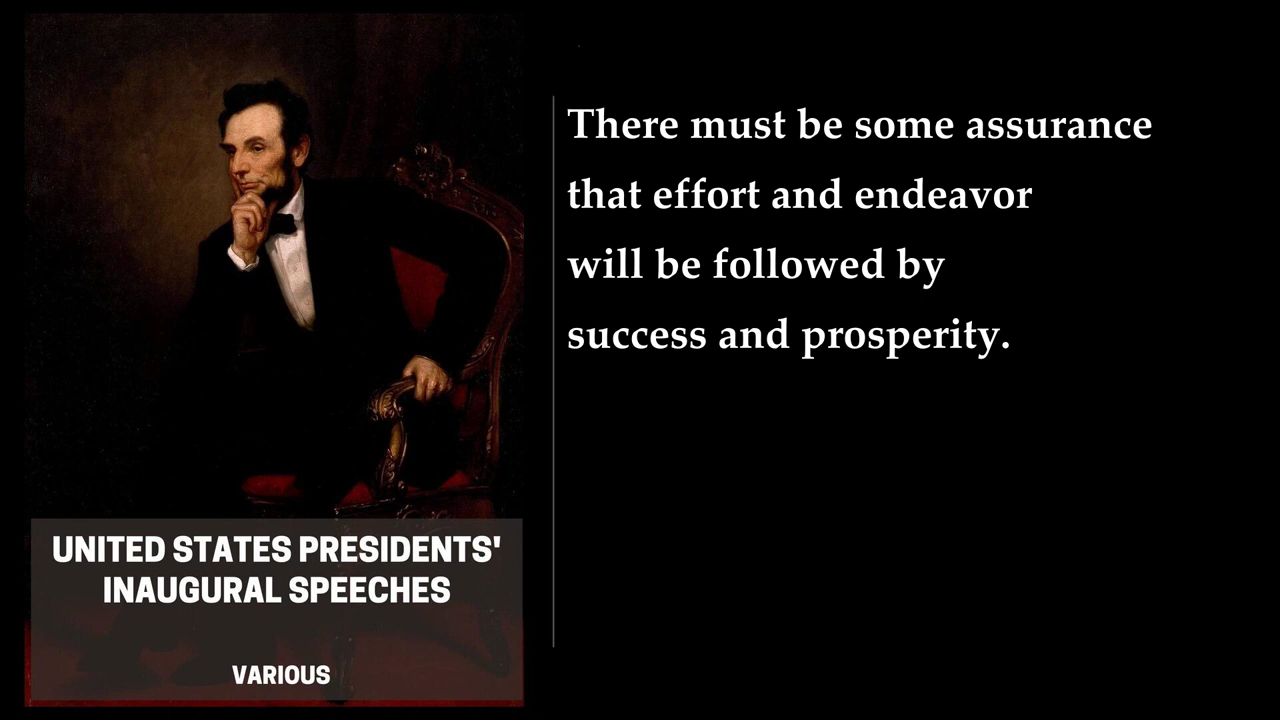 There must be some assurance
that effort and endeavor
will be followed by
success and prosperity.
UNITED STATES PRESIDENTS'
INAUGURAL SPEECHES
VARIOUS